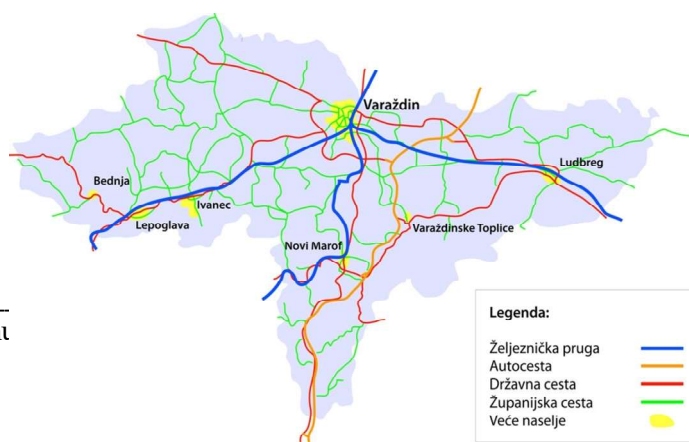 Varaždin
Ludbreg
Bednja
Ivanec
Lepoglava
Varaždinske Toplice
Novi Marof
Legenda:
Željeznička pruga
Autocesta
Državna cesta
Županijska cesta
Veće naselje